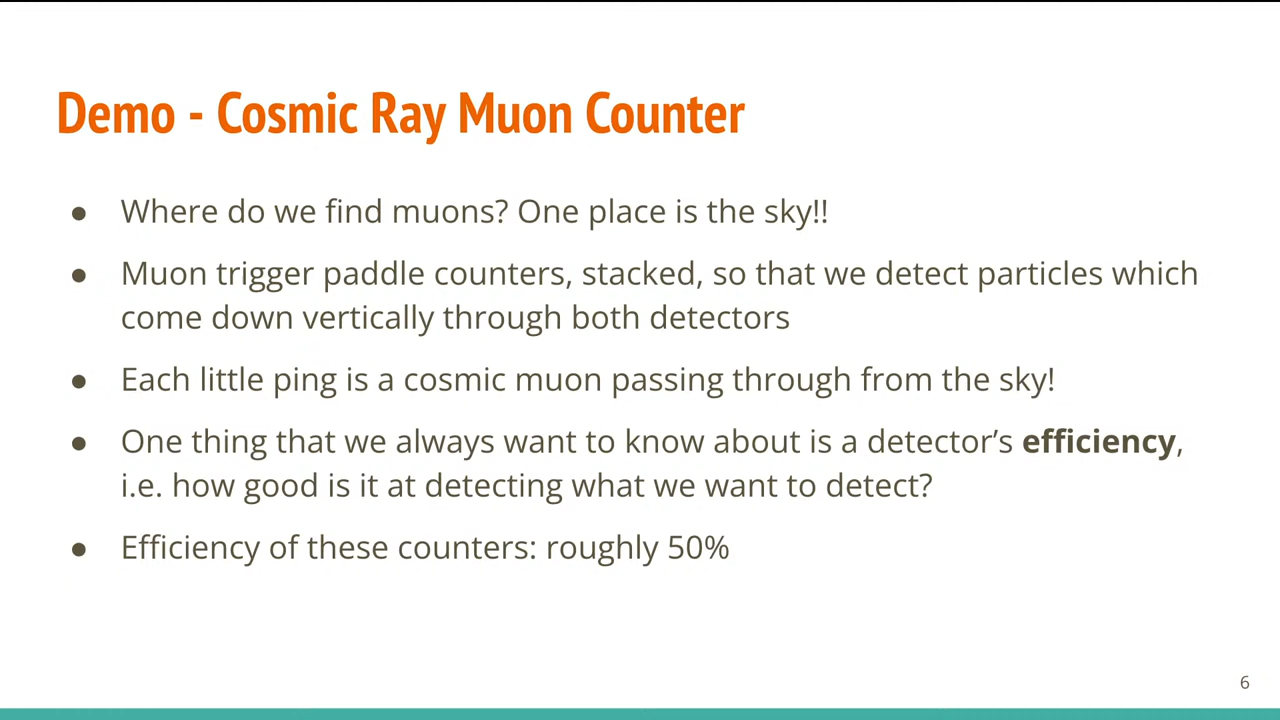 Demo - Cosmic Ray Muon Counter
● Where do we find muons? One place is the sky!!
● Muon trigger paddle counters, stacked, so that we detect particles which
come down vertically through both detectors
● Each little ping is a cosmic muon passing through from the sky!
● One thing that we always want to know about is a detector’s efficiency,
i.e. how good is it at detecting what we want to detect?
● Efficiency of these counters: roughly 50%
6